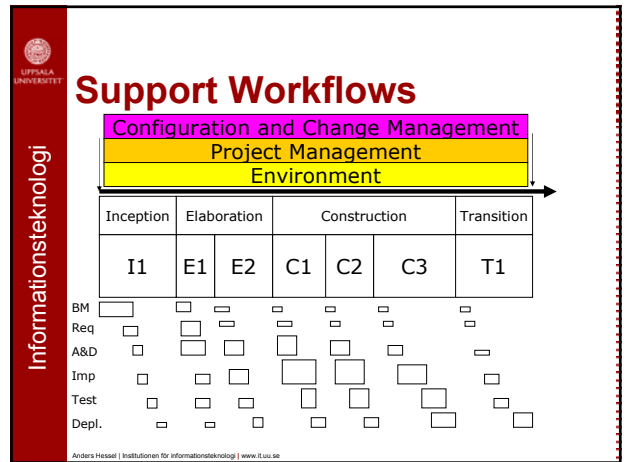 UPPSALA
UNIVERSITET
Informationsteknologi
Support Workflows
Configuration and Change Management
Project Management
Environment
Inception Elaboration Construction Transition
I1 E1 E2 C1 C2 C3 T1
BM
Req
A&D
Imp
Test
Depl.
Anders Hessel | Institutionen för informationsteknologi | www.it.uu.se